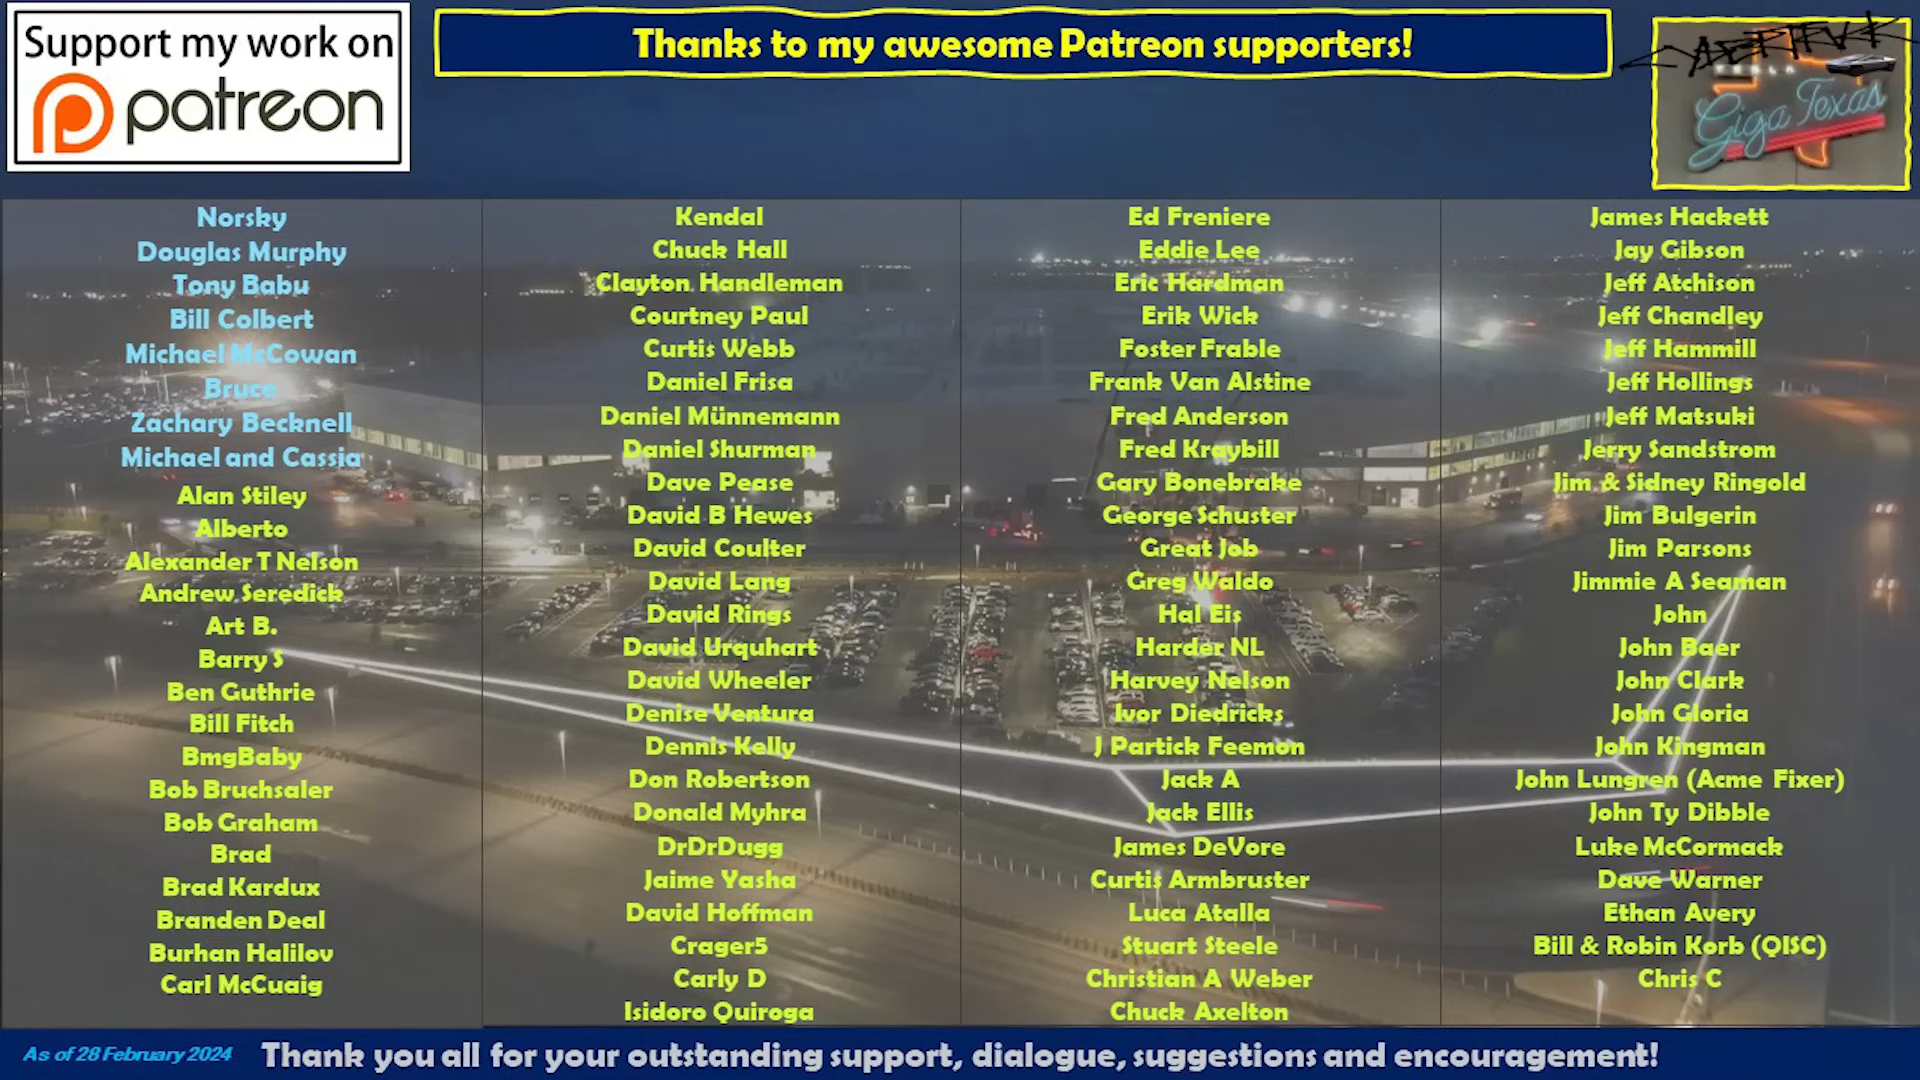 Support my work on
patreon
Thanks to my awesome Patreon supporters!
CYBERTRUCK
TESLA
Giga Texas
Norsky
Douglas Murphy
Tony Babu
Bill Colbert
Michael McCowan
Bruce
Zachary Becknell
Michael and Cassia
Alan Stiley
Alberto
Alexander T Nelson
Andrew Seredick
Art B.
Barry S
Ben Guthrie
Bill Fitch
BmgBaby
Bob Bruchsaler
Bob Graham
Brad
Brad Kardux
Branden Deal
Burhan Halilov
Carl McCuaig
Kendal
Chuck Hall
Clayton Handleman
Courtney Paul
Curtis Webb
Daniel Frisa
Daniel Münnemann
Daniel Shurman
Dave Pease
David B Hewes
David Coulter
David Lang
David Rings
David Urquhart
David Wheeler
Denise Ventura
Dennis Kelly
Don Robertson
Donald Myhra
DrDrDugg
Jaime Yasha
David Hoffman
Crager5
Carly D
Isidoro Quiroga
Ed Freniere
Eddie Lee
Eric Hardman
Erik Wick
Foster Frable
Frank Van Alstine
Fred Anderson
Fred Kraybill
Gary Bonebrake
George Schuster
Great Job
Greg Waldo
Hal Eis
Harder NL
Harvey Nelson
Ivor Diedricks
J Partick Feemon
Jack A
Jack Ellis
James DeVore
Curtis Armbruster
Luca Atalla
Stuart Steele
Christian A Weber
Chuck Axelton
James Hackett
Jay Gibson
Jeff Atchison
Jeff Chandley
Jeff Hammill
Jeff Hollings
Jeff Matsuki
Jerry Sandstrom
Jim & Sidney Ringold
Jim Bulgerin
Jim Parsons
Jimmie A Seaman
John
John Baer
John Clark
John Gloria
John Kingman
John Lungren (Acme Fixer)
John Ty Dibble
Luke McCormack
Dave Warner
Ethan Avery
Bill & Robin Korb (QISC)
Chris C
As of 28 February 2024
Thank you all for your outstanding support, dialogue, suggestions and encouragement!